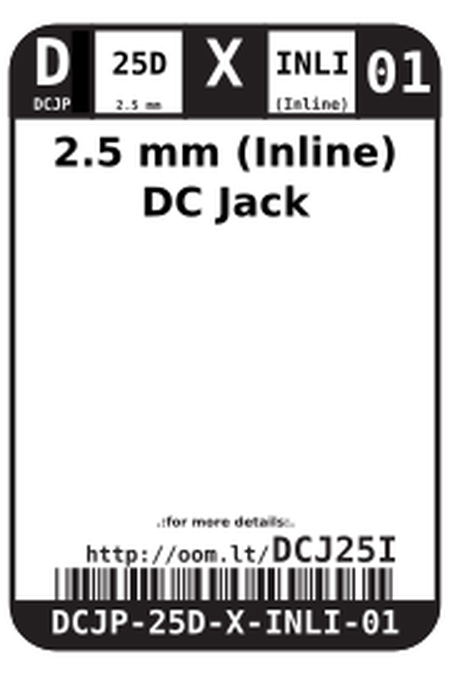 D 25D X INLI 01
DCJP 2.5 mm (Inline)
2.5 mm (Inline)
DC Jack
.:for more details:.
http://oom.lt/DCJ25I
DCJP-25D-X-INLI-01